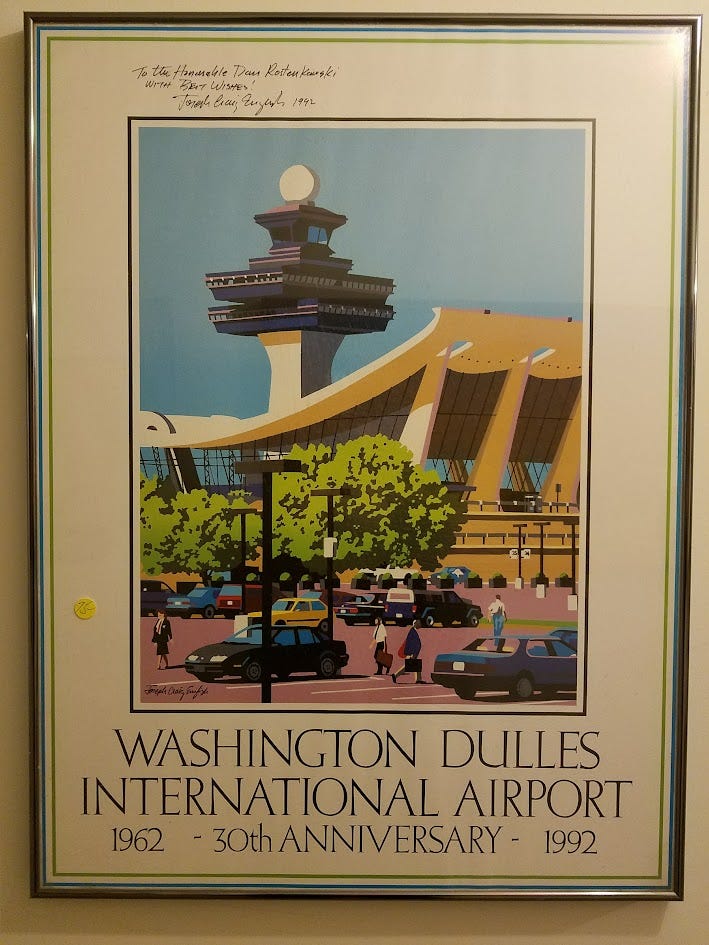 To the Honorable Dan Rostenkowski
WITH BEST WISHES!
Joseph Craig English 1992
Joseph Craig English
WASHINGTON DULLES
INTERNATIONAL AIRPORT
1962 - 30th ANNIVERSARY - 1992